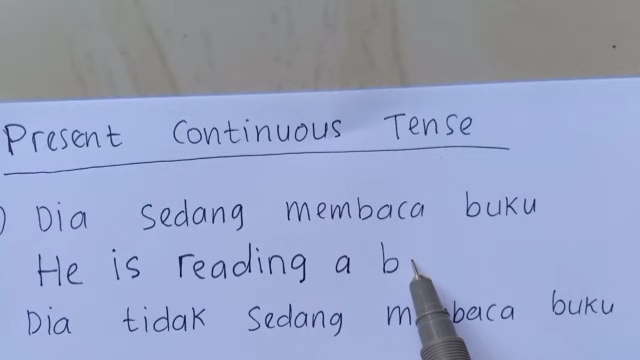 Present Continuous Tense
) Dia sedang membaca buku
He is reading a b
Dia tidak sedang buku